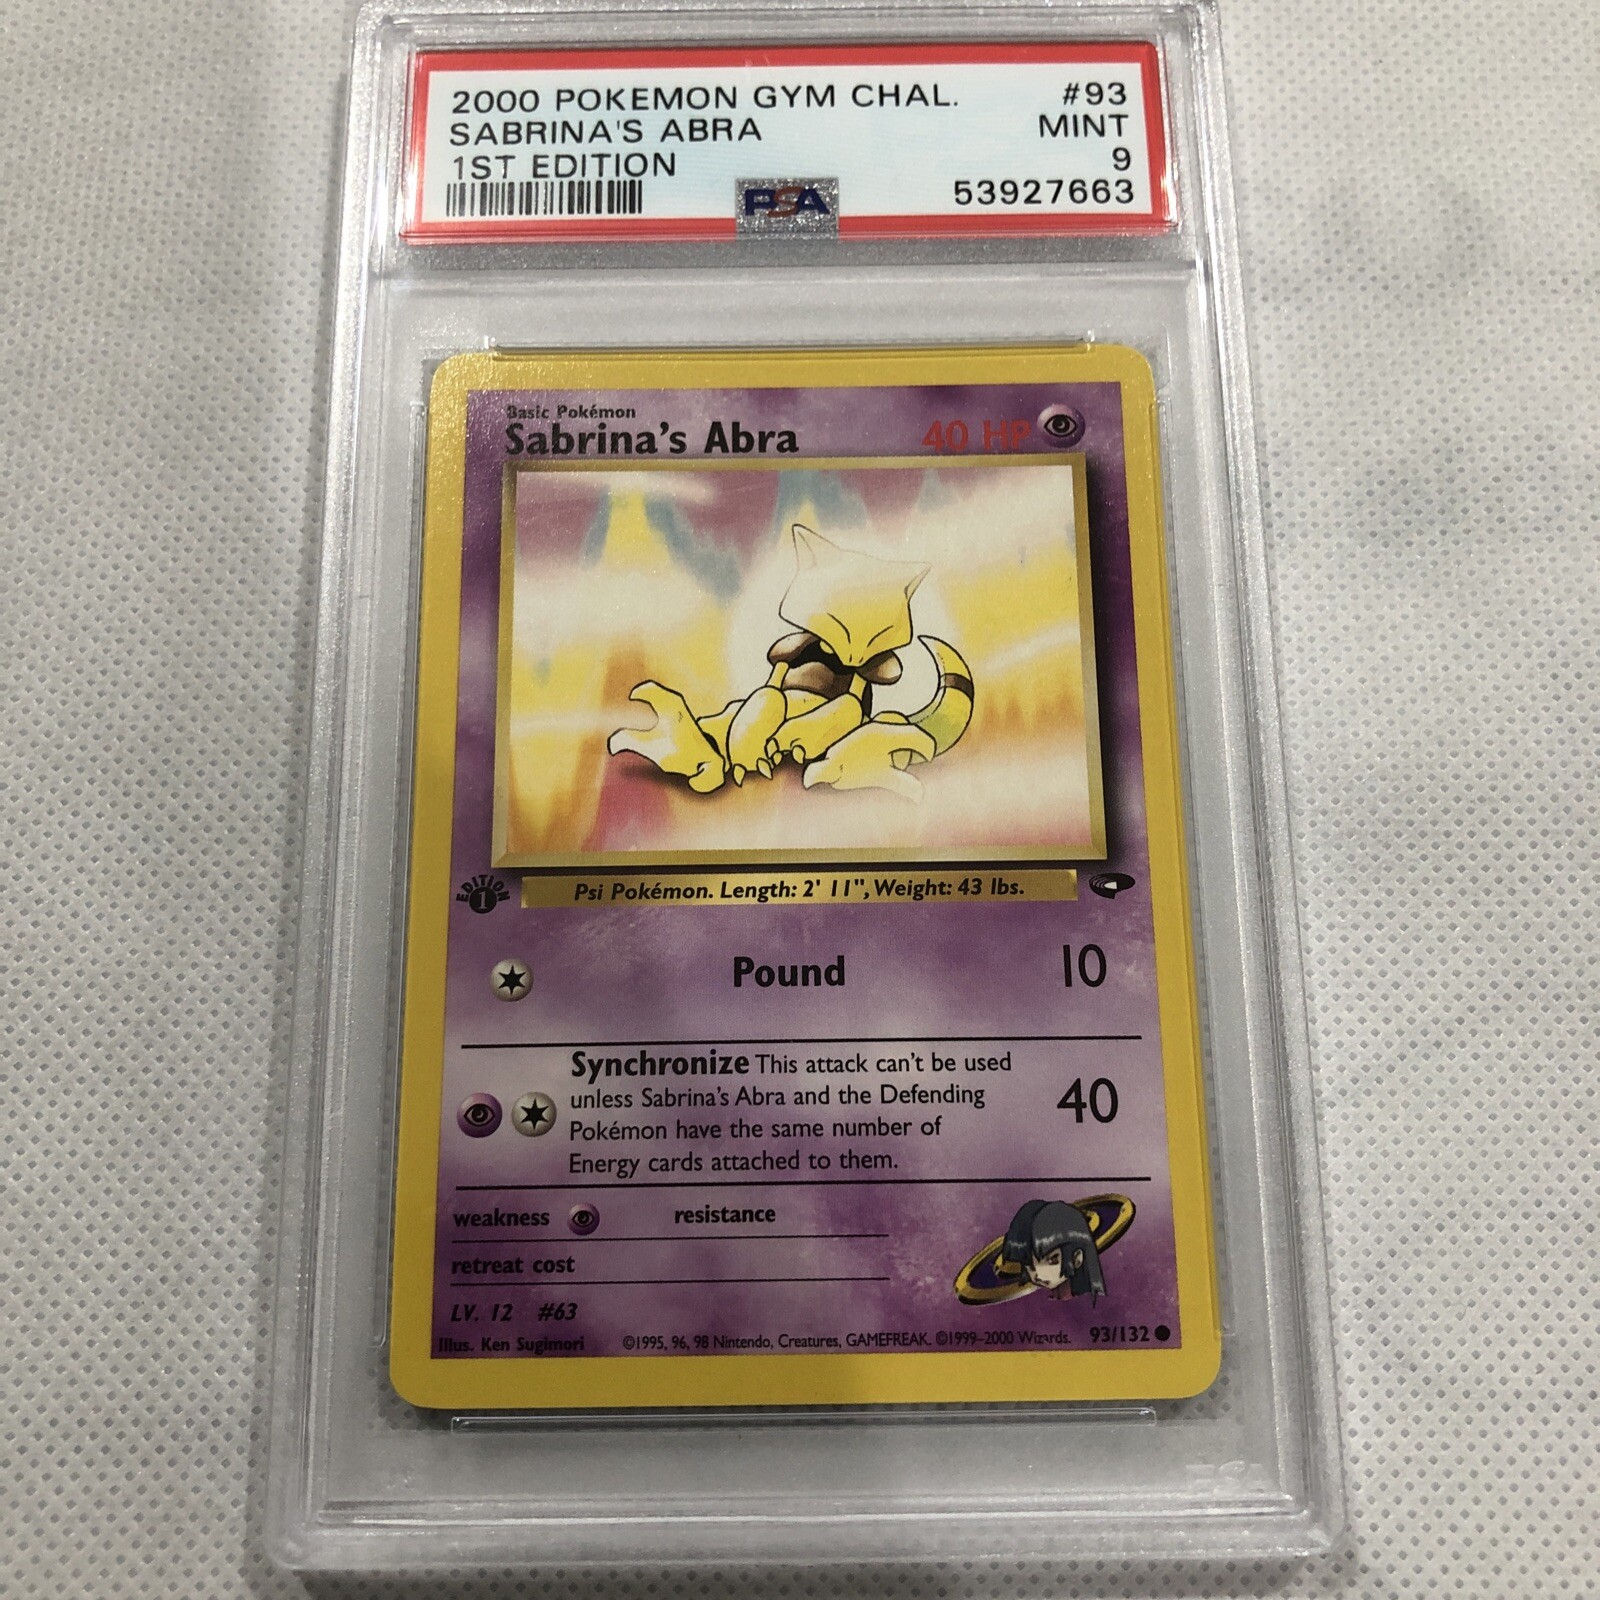 2000 POKEMON GYM CHAL. #93
SABRINA'S ABRA MINT
1ST EDITION 9
PSA 53927663
Basic Pokémon
Sabrina's Abra 40 HP
EDITION 1
Psi Pokémon. Length: 2' 11", Weight: 43 lbs.
Pound 10
Synchronize This attack can't be used
unless Sabrina's Abra and the Defending
Pokémon have the same number of
Energy cards attached to them.
40
weakness resistance
retreat cost
LV. 12 #63
Illus. Ken Sugimori ©1995, 96, 98 Nintendo, Creatures, GAMEFREAK. ©1999–2000 Wizards. 93/132